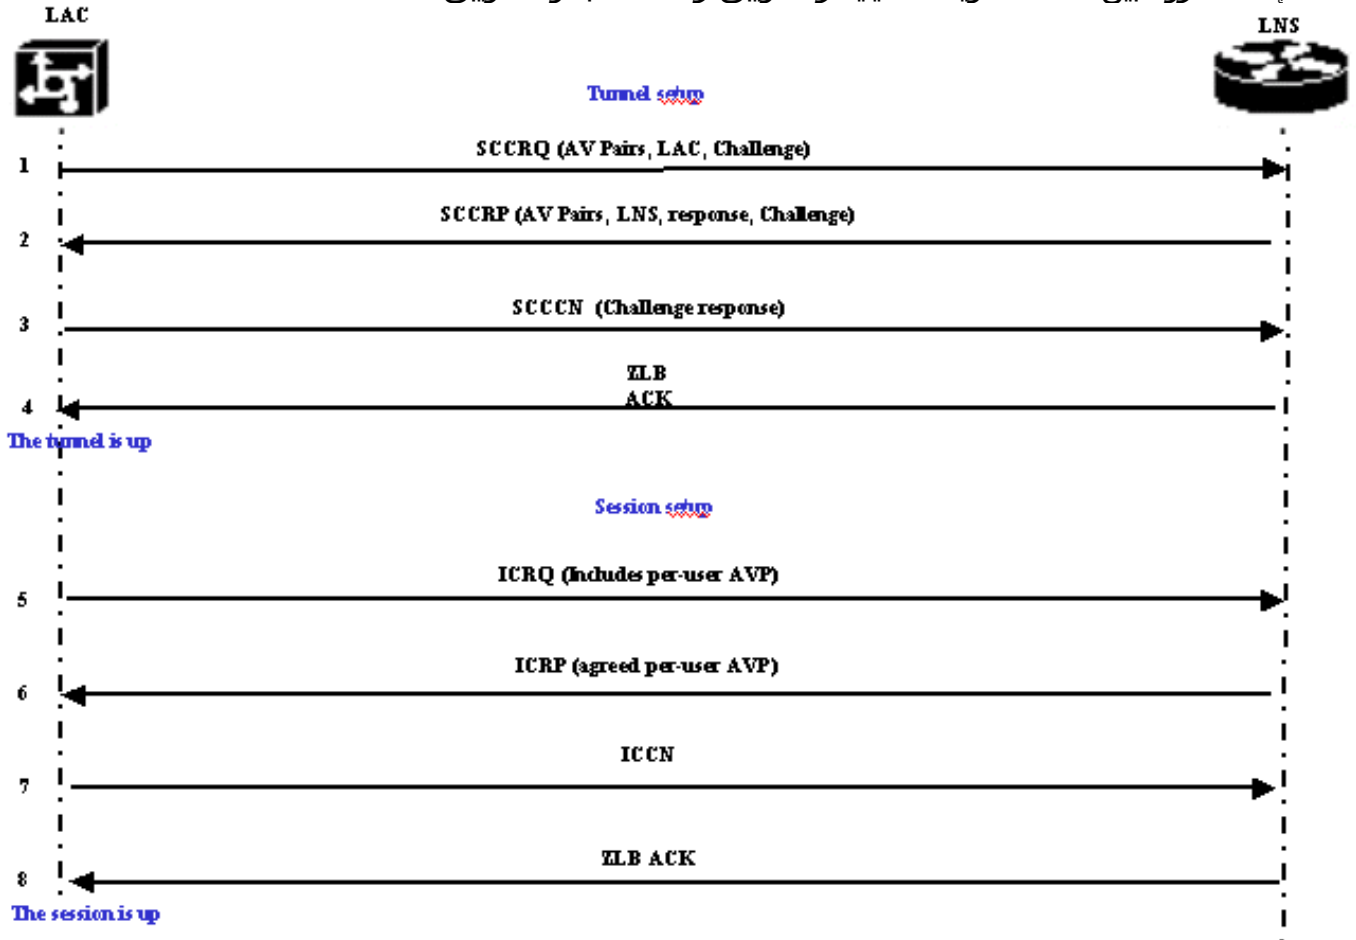 LAC
LNS
Tunnel setup
1
SCCRQ (AV Pairs, LAC, Challenge)
2
SCCRP (AV Pairs, LNS, response, Challenge)
3
SCCCN (Challenge response)
ZLB
ACK
4
The tunnel is up
Session setup
ICRQ (Includes per-user AVP)
5
ICRP (agreed per-user AVP)
6
ICCN
7
ZLB ACK
8
The session is up